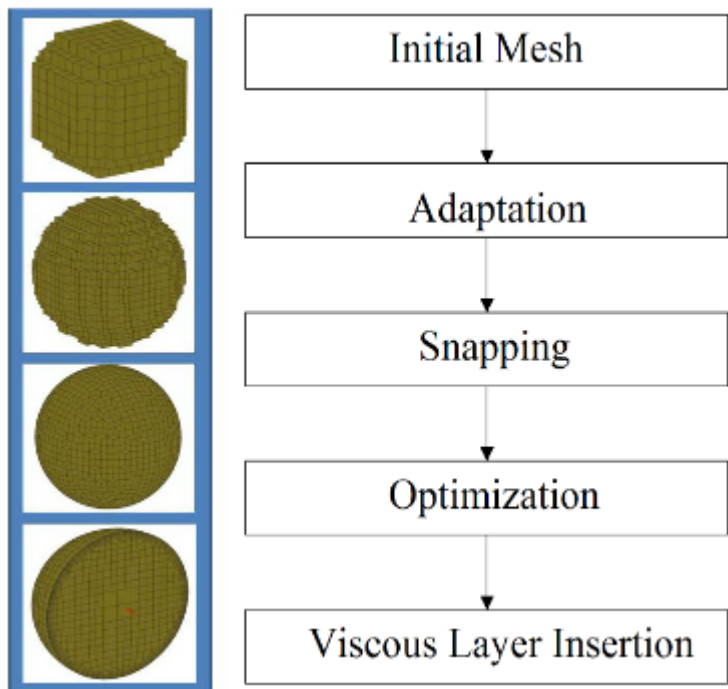 Initial Mesh
Adaptation
Snapping
Optimization
Viscous Layer Insertion